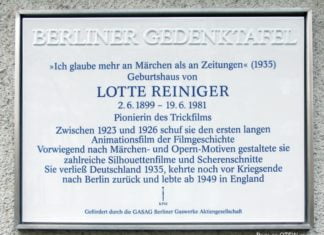 BERLINER GEDENKTAFEL
»Ich glaube mehr an Märchen als an Zeitungen« (1935)
Geburtshaus von
LOTTE REINIGER
2. 6. 1899 – 19. 6. 1981
Pionierin des Trickfilms
Zwischen 1923 und 1926 schuf sie den ersten langen
Animationsfilm der Filmgeschichte
Vorwiegend nach Märchen- und Opern-Motiven gestaltete sie
zahlreiche Silhouettenfilme und Scherenschnitte
Sie verließ Deutschland 1935, kehrte noch vor Kriegsende
nach Berlin zurück und lebte ab 1949 in England
KPM
Gefördert durch die GASAG Berliner Gaswerke Aktiengesellschaft